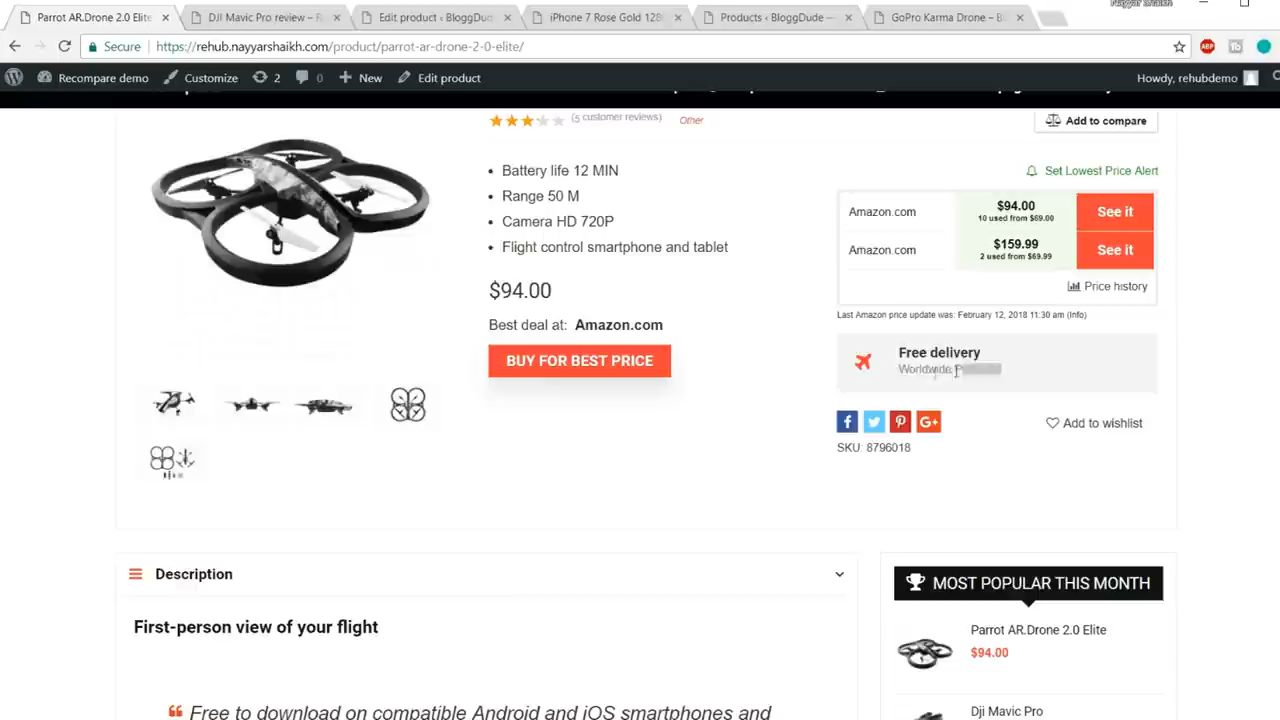 Parrot AR.Drone 2.0 Elite
DJI Mavic Pro review – R
Edit product ‹ BloggDud
iPhone 7 Rose Gold 128
Products ‹ BloggDude —
GoPro Karma Drone – B
Nayyar Shaikh
Secure
https://rehub.nayyarshaikh.com/product/parrot-ar-drone-2-0-elite/
ABP
Recompare demo
Customize
2
0
New
Edit product
Howdy, rehubdemo
(5 customer reviews)
Other
Add to compare
Battery life 12 MIN
Range 50 M
Camera HD 720P
Flight control smartphone and tablet
$94.00
Best deal at: Amazon.com
BUY FOR BEST PRICE
Set Lowest Price Alert
Amazon.com
$94.00
10 used from $69.00
See it
Amazon.com
$159.99
2 used from $69.99
See it
Price history
Last Amazon price update was: February 12, 2018 11:30 am (Info)
Free delivery
Worldwide
Add to wishlist
SKU: 8796018
Description
First-person view of your flight
Free to download on compatible Android and iOS smartphones and
MOST POPULAR THIS MONTH
Parrot AR.Drone 2.0 Elite
$94.00
Dji Mavic Pro